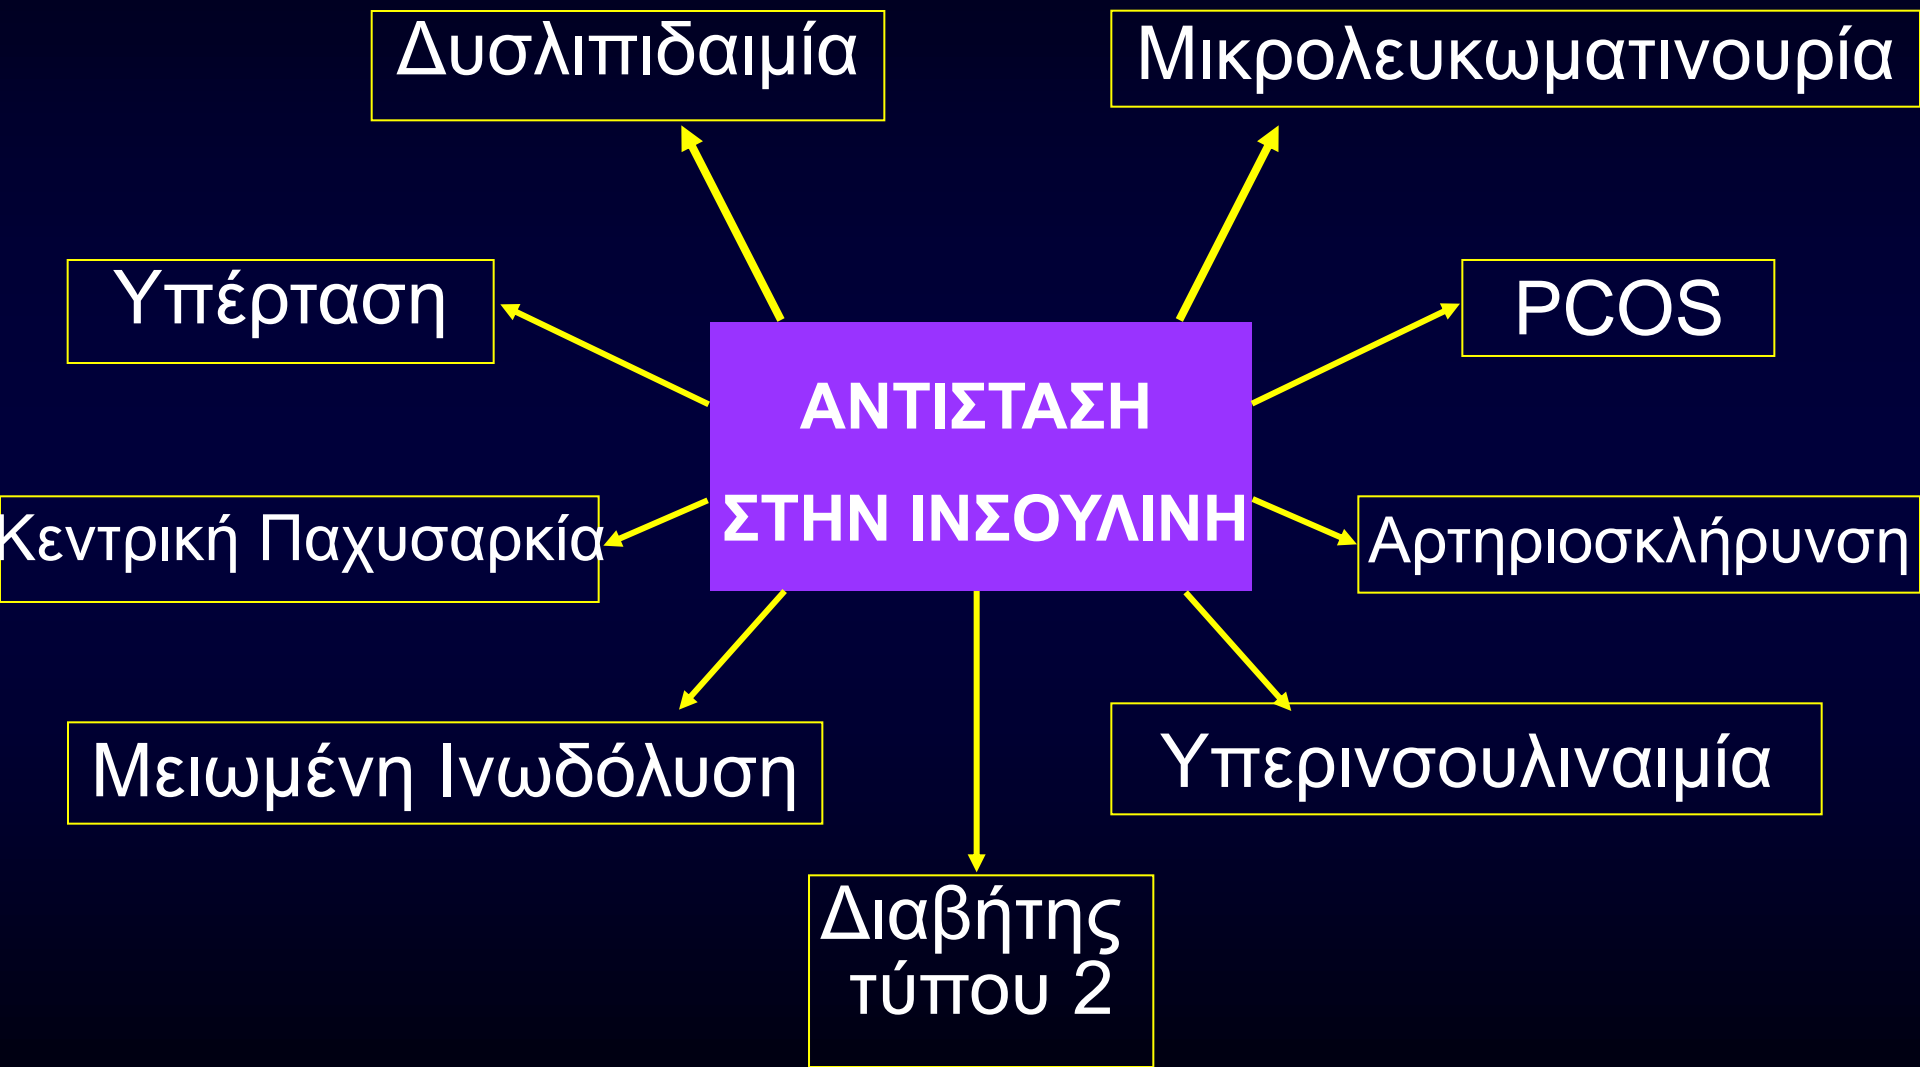 Δυσλιπιδαιμία
Μικρολευκωματινουρία
Υπέρταση
PCOS
ΑΝΤΙΣΤΑΣΗ
ΣΤΗΝ ΙΝΣΟΥΛΙΝΗ
Κεντρική Παχυσαρκία
Αρτηριοσκλήρυνση
Μειωμένη Ινωδόλυση
Υπερινσουλιναιμία
Διαβήτης
τύπου 2